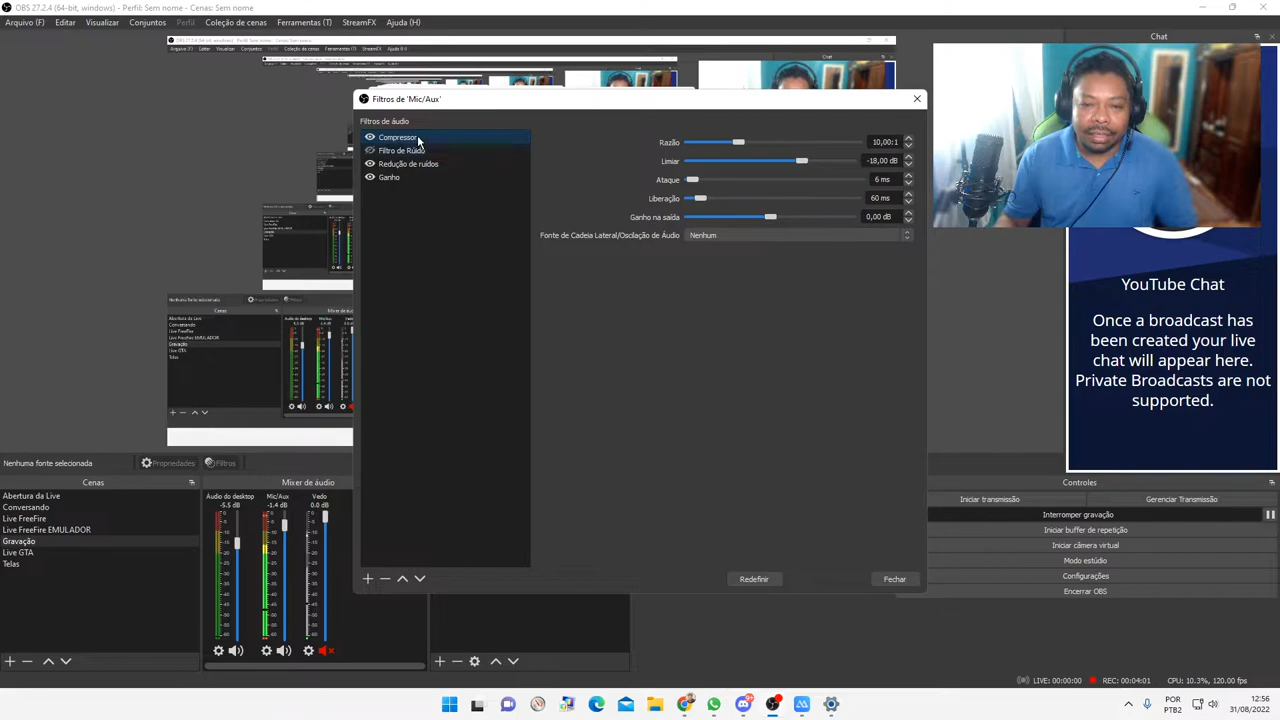 OBS 27.2.4 (64-bit, windows) - Perfil: Sem nome - Cenas: Sem nome
Arquivo (F) Editar Visualizar Conjuntos Perfil Coleção de cenas Ferramentas (T) StreamFX Ajuda (H)
Chat
Filtros de 'Mic/Aux'
Filtros de áudio
Compressor
Filtro de Ruído
Redução de ruídos
Ganho
Razão 10,00:1
Limiar -18,00 dB
Ataque 6 ms
Liberação 60 ms
Ganho na saída 0,00 dB
Fonte de Cadeia Lateral/Oscilação de Áudio Nenhum
Redefinir Fechar
YouTube Chat
Once a broadcast has
been created your live
chat will appear here.
Private Broadcasts are not
supported.
Nenhuma fonte selecionada Propriedades Filtros
Cenas
Abertura da Live
Conversando
Live FreeFire
Live FreeFire EMULADOR
Gravação
Live GTA
Telas
Mixer de áudio
Áudio do desktop Mic/Aux Vedo
-5.5 dB -1.4 dB 0.0 dB
Controles
Iniciar transmissão Gerenciar Transmissão
Interromper gravação
Iniciar buffer de repetição
Iniciar câmera virtual
Modo estúdio
Configurações
Encerrar OBS
LIVE: 00:00:00 REC: 00:04:01 CPU: 10.3%, 120.00 fps
POR
PTB2
12:56
31/08/2022